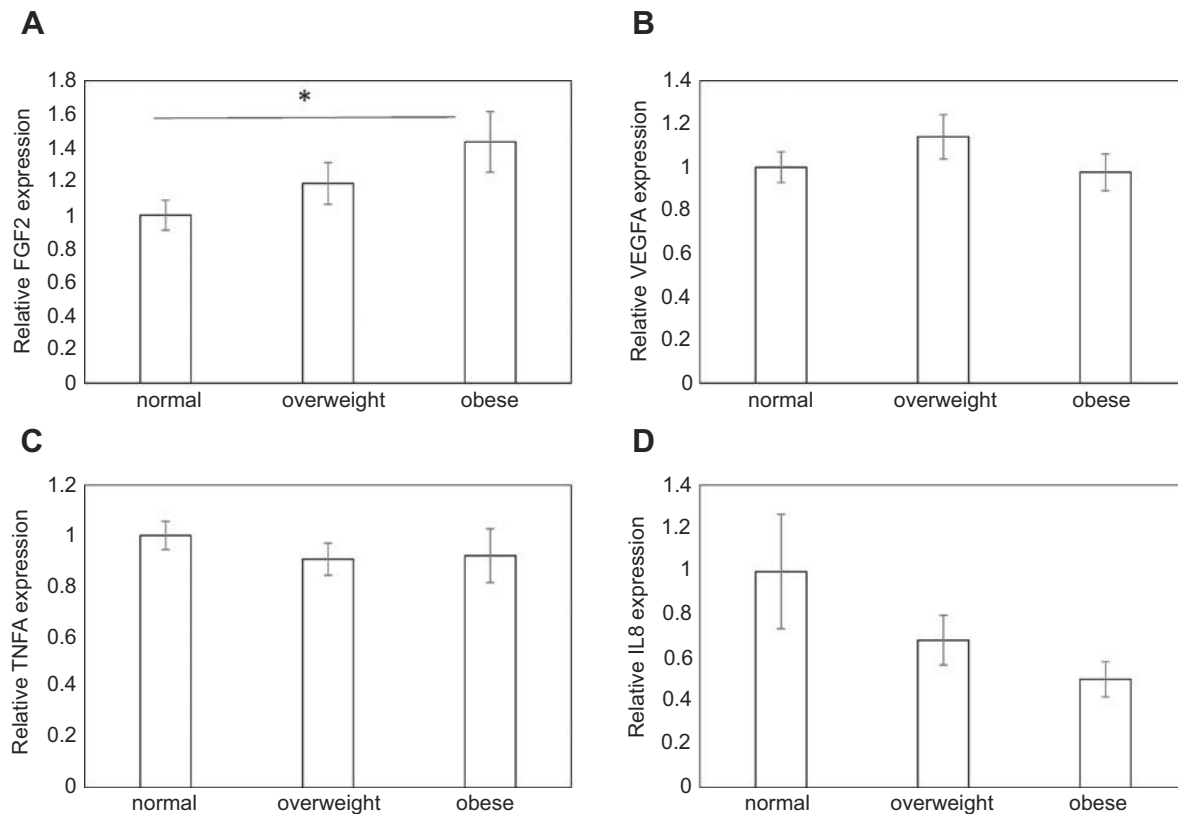 A
Relative FGF2 expression
1.8
1.6
1.4
1.2
1
0.8
0.6
0.4
0.2
0
*
normal overweight obese
B
Relative VEGFA expression
1.4
1.2
1
0.8
0.6
0.4
0.2
0
normal overweight obese
C
Relative TNFA expression
1.2
1
0.8
0.6
0.4
0.2
0
normal overweight obese
D
Relative IL8 expression
1.4
1.2
1
0.8
0.6
0.4
0.2
0
normal overweight obese